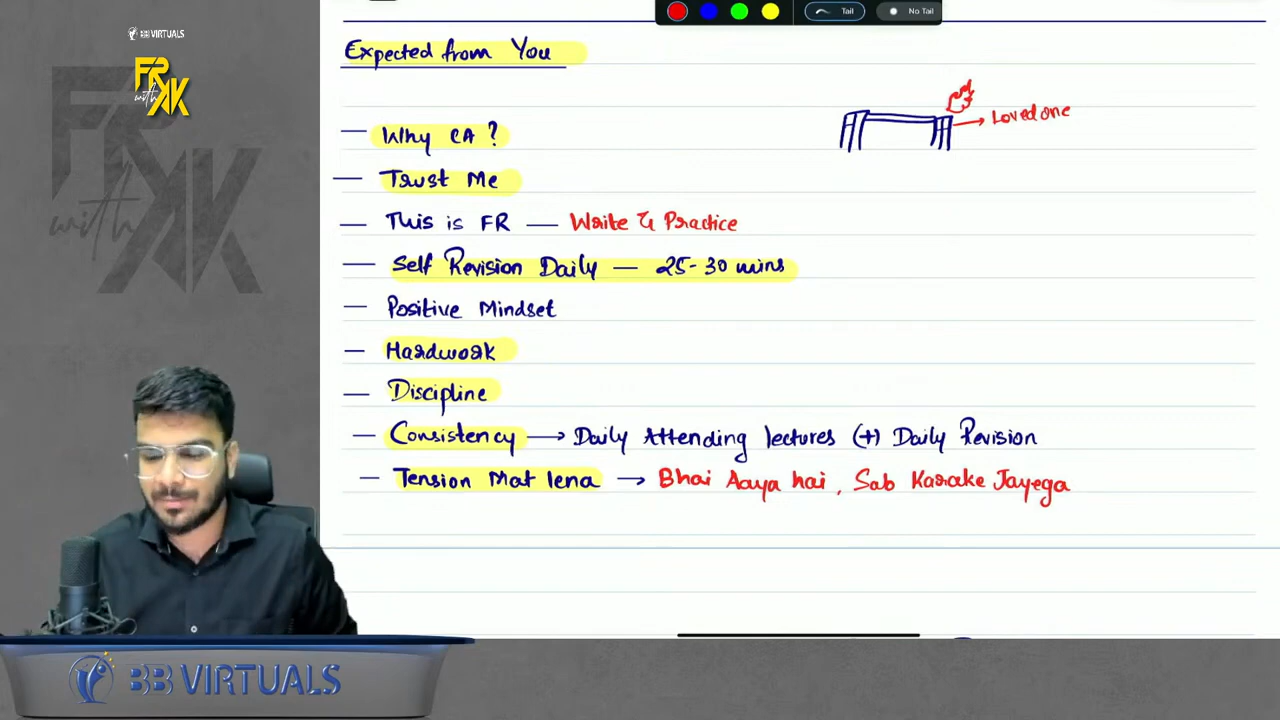 BB VIRTUALS
FR
with
AK
Tail
No Tail
Expected from You
Loved one
— Why CA ?
— Trust Me
— This is FR — Write & Practice
— Self Revision Daily — 25-30 mins
— Positive Mindset
— Hardwork
— Discipline
— Consistency → Daily Attending lectures (+) Daily Revision
— Tension Mat lena → Bhai Aaya hai, Sab Karake Jayega
BB VIRTUALS